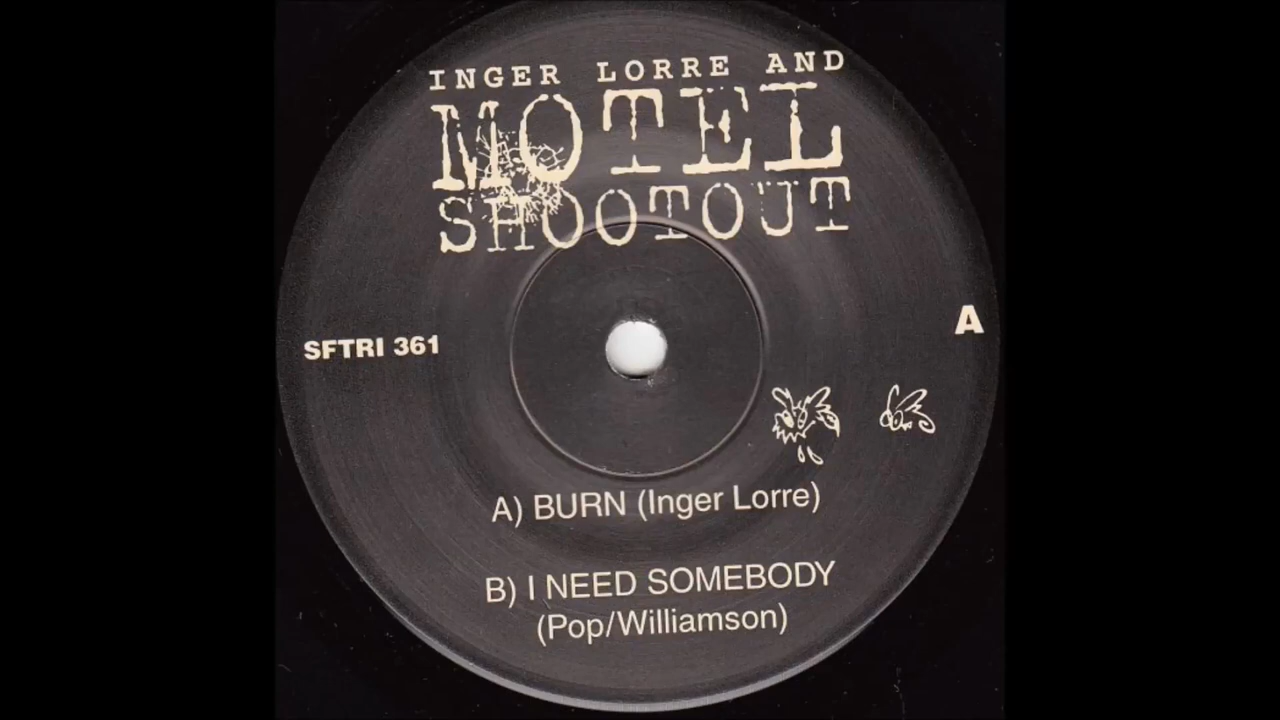 INGER LORRE AND
MOTEL
SHOOTOUT
SFTRI 361
A
A) BURN (Inger Lorre)
B) I NEED SOMEBODY
(Pop/Williamson)